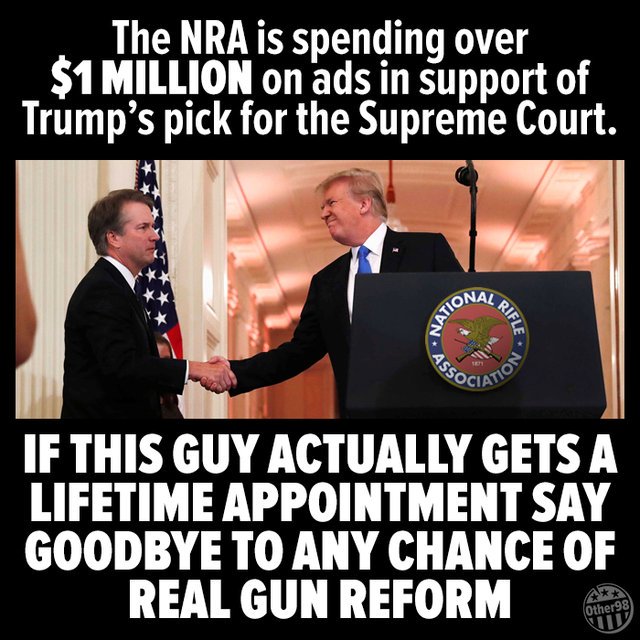 The NRA is spending over
$1 MILLION on ads in support of
Trump's pick for the Supreme Court.
NATIONAL RIFLE
ASSOCIATION
1871
IF THIS GUY ACTUALLY GETS A
LIFETIME APPOINTMENT SAY
GOODBYE TO ANY CHANCE OF
REAL GUN REFORM
Other98